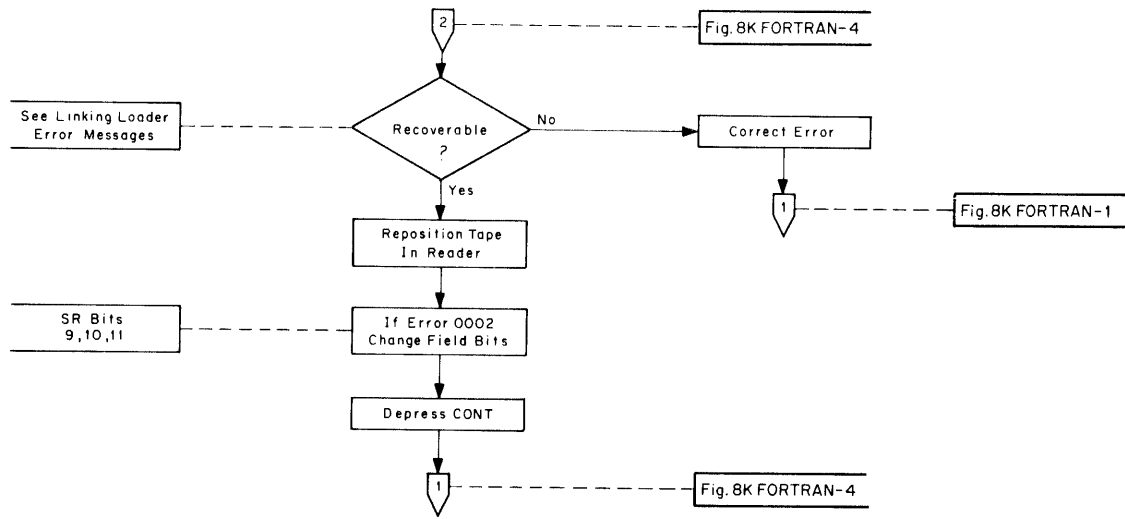 2
Fig. 8K FORTRAN-4
See Linking Loader
Error Messages
Recoverable
?
No
Correct Error
Yes
1
Fig. 8K FORTRAN-1
Reposition Tape
In Reader
SR Bits
9,10,11
If Error 0002
Change Field Bits
Depress CONT
1
Fig. 8K FORTRAN-4